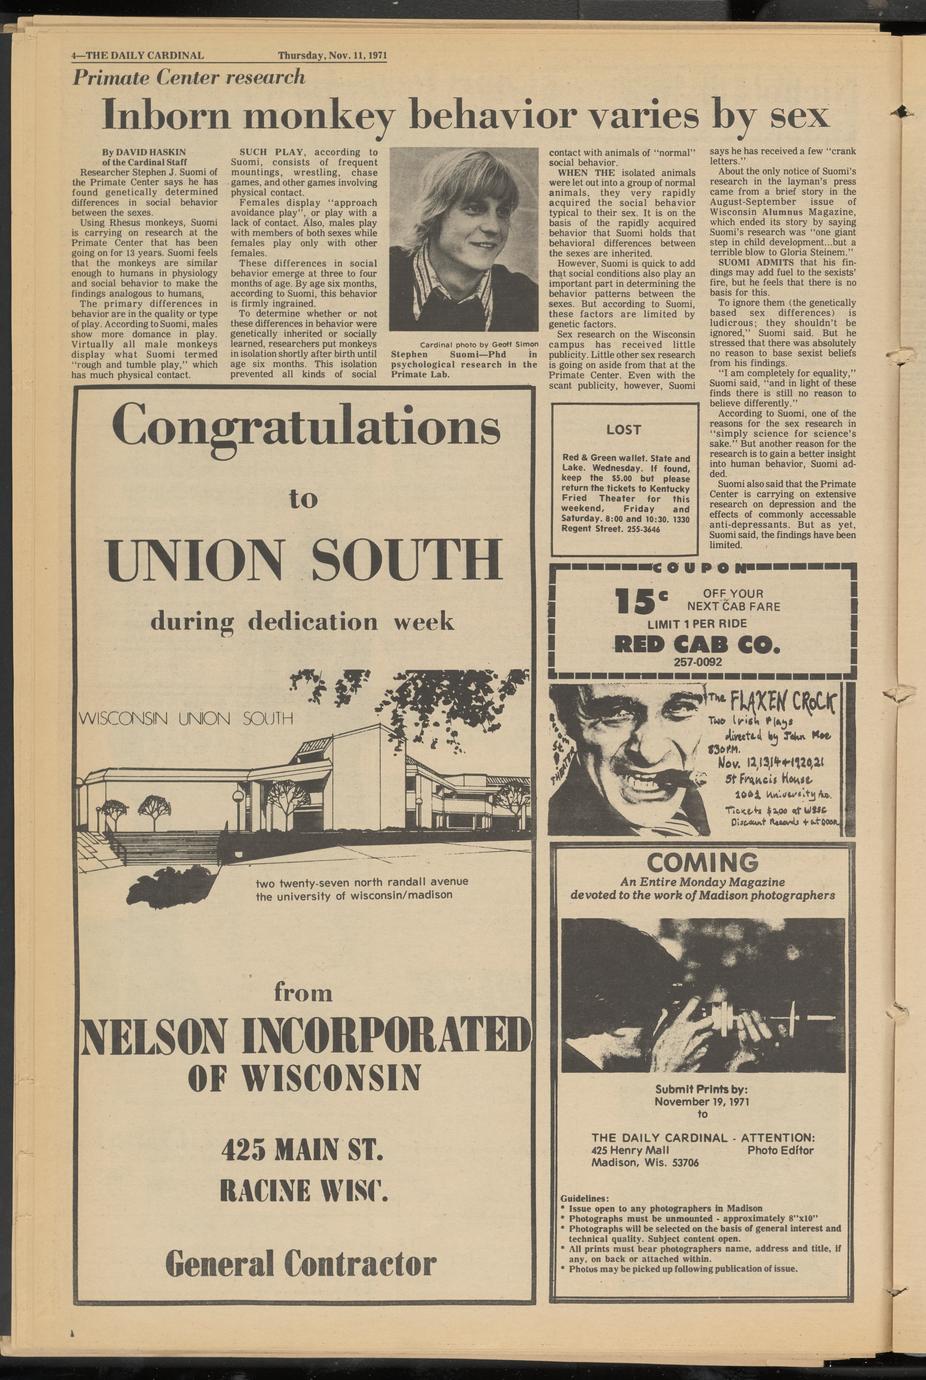 4—THE DAILY CARDINAL Thursday, Nov. 11, 1971
Primate Center research
Inborn monkey behavior varies by sex
By DAVID HASKIN
of the Cardinal Staff
Researcher Stephen J. Suomi of
the Primate Center says he has
found genetically determined
differences in social behavior
between the sexes.
Using Rhesus monkeys, Suomi
is carrying on research at the
Primate Center that has been
going on for 13 years. Suomi feels
that the monkeys are similar
enough to humans in physiology
and social behavior to make the
findings analogous to humans,
The primary differences in
behavior are in the quality or type
of play. According to Suomi, males
show more domance in play.
Virtually all male monkeys
display what Suomi termed
"rough and tumble play," which
has much physical contact.
SUCH PLAY, according to
Suomi, consists of frequent
mountings, wrestling, chase
games, and other games involving
physical contact.
Females display "approach
avoidance play", or play with a
lack of contact. Also, males play
with members of both sexes while
females play only with other
females.
These differences in social
behavior emerge at three to four
months of age. By age six months,
according to Suomi, this behavior
is firmly ingrained.
To determine whether or not
these differences in behavior were
genetically inherited or socially
learned, researchers put monkeys
in isolation shortly after birth until
age six months. This isolation
prevented all kinds of social
Cardinal photo by Geoff Simon
Stephen Suomi—Phd in
psychological research in the
Primate Lab.
contact with animals of "normal"
social behavior.
WHEN THE isolated animals
were let out into a group of normal
animals, they very rapidly
acquired the social behavior
typical to their sex. It is on the
basis of the rapidly acquired
behavior that Suomi holds that
behavioral differences between
the sexes are inherited.
However, Suomi is quick to add
that social conditions also play an
important part in determining the
behavior patterns between the
sexes. But according to Suomi,
these factors are limited by
genetic factors.
Sex research on the Wisconsin
campus has received little
publicity. Little other sex research
is going on aside from that at the
Primate Center. Even with the
scant publicity, however, Suomi
says he has received a few "crank
letters."
About the only notice of Suomi's
research in the layman's press
came from a brief story in the
August-September issue of
Wisconsin Alumnus Magazine,
which ended its story by saying
Suomi's research was "one giant
step in child development...but a
terrible blow to Gloria Steinem."
SUOMI ADMITS that his fin-
dings may add fuel to the sexists'
fire, but he feels that there is no
basis for this.
To ignore them (the genetically
based sex differences) is
ludicrous; they shouldn't be
ignored," Suomi said. But he
stressed that there was absolutely
no reason to base sexist beliefs
from his findings.
"I am completely for equality,"
Suomi said, "and in light of these
finds there is still no reason to
believe differently."
According to Suomi, one of the
reasons for the sex research in
"simply science for science's
sake." But another reason for the
research is to gain a better insight
into human behavior, Suomi ad-
ded.
Suomi also said that the Primate
Center is carrying on extensive
research on depression and the
effects of commonly accessable
anti-depressants. But as yet,
Suomi said, the findings have been
limited.
Congratulations
to
UNION SOUTH
during dedication week
WISCONSIN UNION SOUTH
two twenty-seven north randall avenue
the university of wisconsin/madison
from
NELSON INCORPORATED
OF WISCONSIN
425 MAIN ST.
RACINE WISC.
General Contractor
LOST
Red & Green wallet. State and
Lake. Wednesday. If found,
keep the $5.00 but please
return the tickets to Kentucky
Fried Theater for this
weekend, Friday and
Saturday. 8:00 and 10:30. 1330
Regent Street. 255-3646
COUPON
15c OFF YOUR
NEXT CAB FARE
LIMIT 1 PER RIDE
RED CAB CO.
257-0092
The FLAXEN CROCK
Two Irish Plays
directed by John Roe
830 P.M.
Nov. 12,13,14+1920,21
St Francis House
1001 University Av.
Tickets $2.00 at WSSC
Discount Records + at Door
COMING
An Entire Monday Magazine
devoted to the work of Madison photographers
Submit Prints by:
November 19, 1971
to
THE DAILY CARDINAL - ATTENTION:
425 Henry Mall Photo Editor
Madison, Wis. 53706
Guidelines:
* Issue open to any photographers in Madison
* Photographs must be unmounted - approximately 8"x10"
* Photographs will be selected on the basis of general interest and
technical quality. Subject content open.
* All prints must bear photographers name, address and title, if
any, on back or attached within.
* Photos may be picked up following publication of issue.